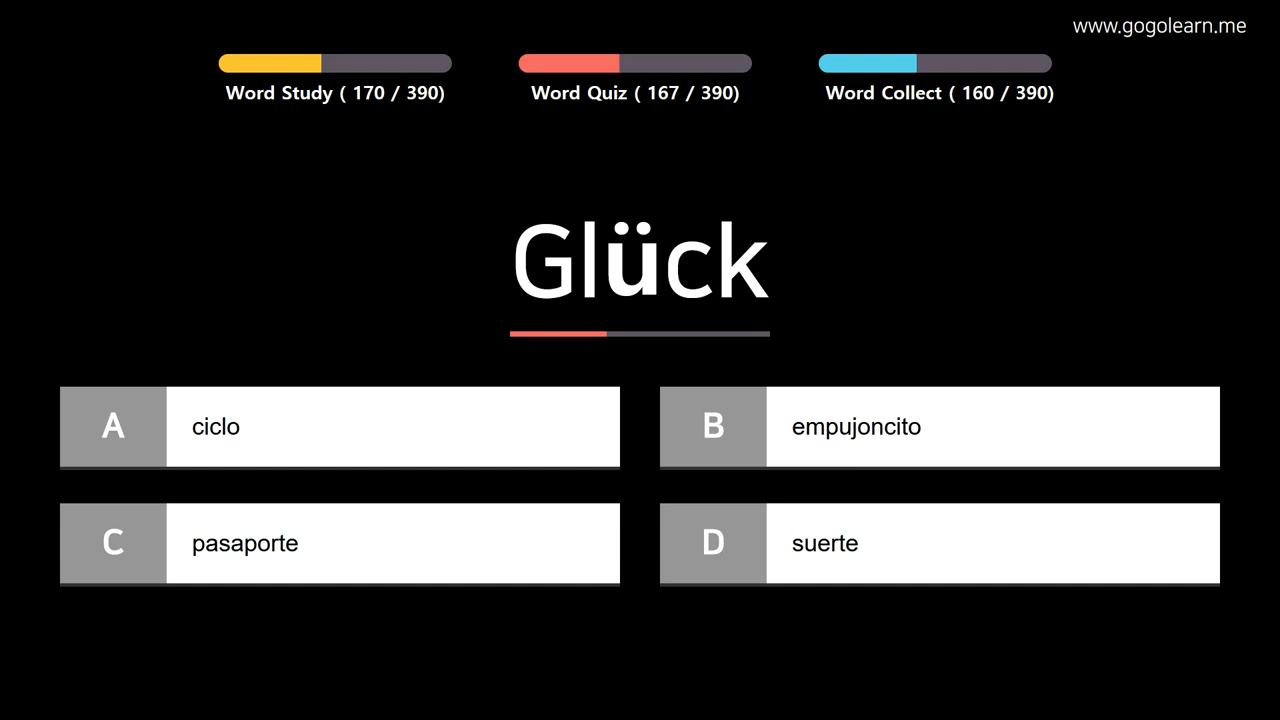 www.gogolearn.me
Word Study ( 170 / 390)
Word Quiz ( 167 / 390)
Word Collect ( 160 / 390)
Glück
A ciclo
B empujoncito
C pasaporte
D suerte